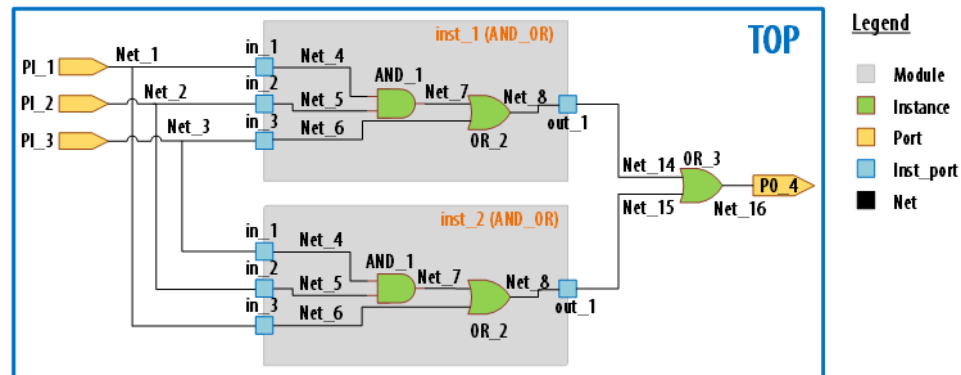 TOP
Legend
Module
Instance
Port
Inst_port
Net
PI_1
PI_2
PI_3
Net_1
Net_2
Net_3
inst_1 (AND_OR)
in_1
in_2
in_3
Net_4
Net_5
Net_6
AND_1
Net_7
OR_2
Net_8
out_1
inst_2 (AND_OR)
in_1
in_2
in_3
Net_4
Net_5
Net_6
AND_1
Net_7
OR_2
Net_8
out_1
Net_14
Net_15
OR_3
Net_16
PO_4